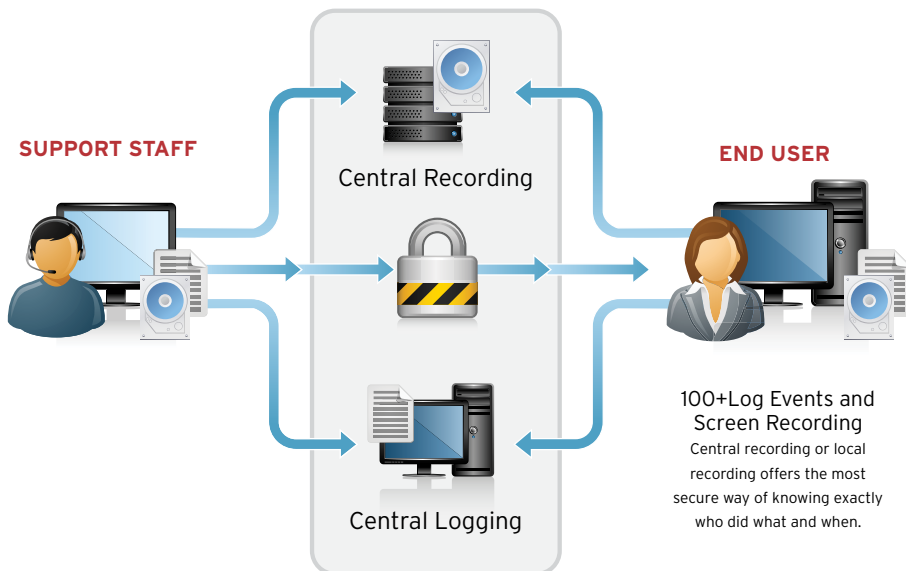 SUPPORT STAFF
Central Recording
END USER
Central Logging
100+Log Events and
Screen Recording
Central recording or local
recording offers the most
secure way of knowing exactly
who did what and when.